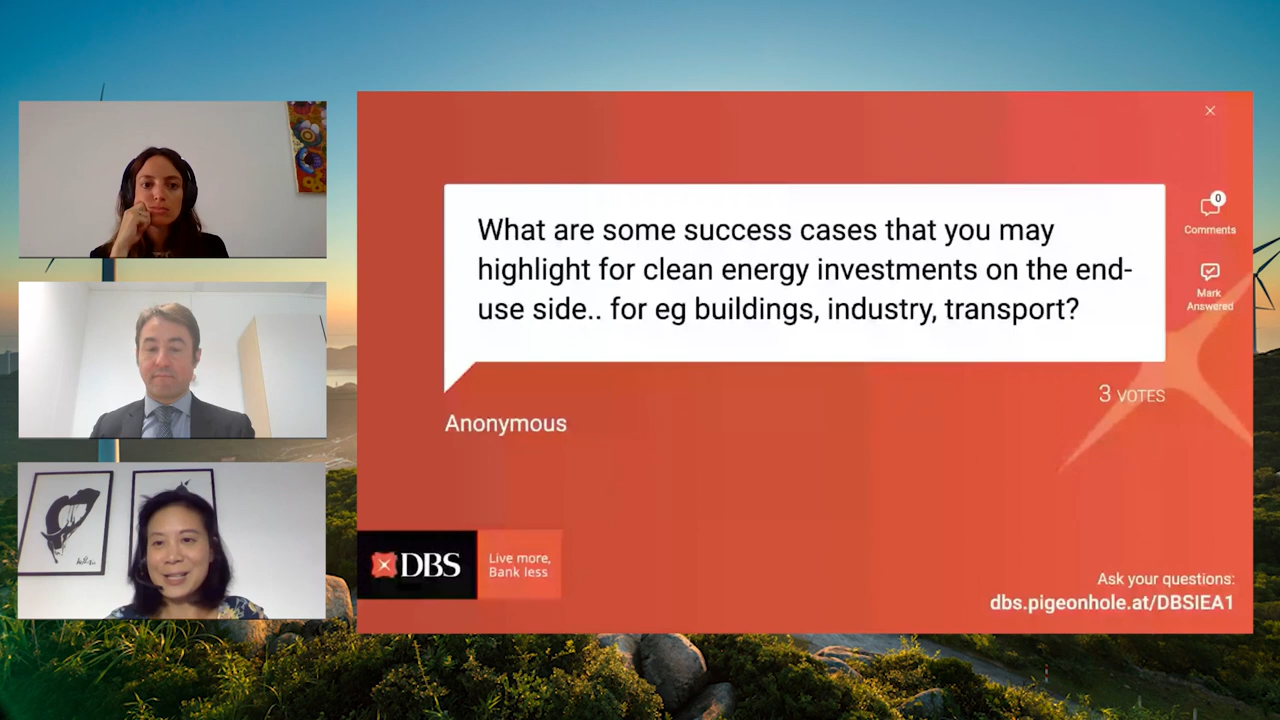 What are some success cases that you may
highlight for clean energy investments on the end-
use side.. for eg buildings, industry, transport?
0
Comments
Mark
Answered
3 VOTES
Anonymous
DBS
Live more,
Bank less
Ask your questions:
dbs.pigeonhole.at/DBSIEA1